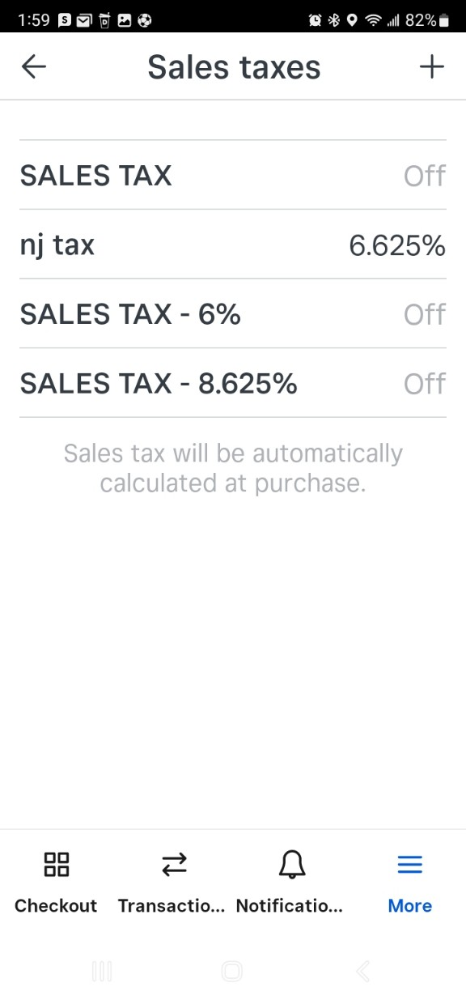 1:59 82%
Sales taxes
SALES TAX Off
nj tax 6.625%
SALES TAX - 6% Off
SALES TAX - 8.625% Off
Sales tax will be automatically
calculated at purchase.
Checkout Transactio... Notificatio... More